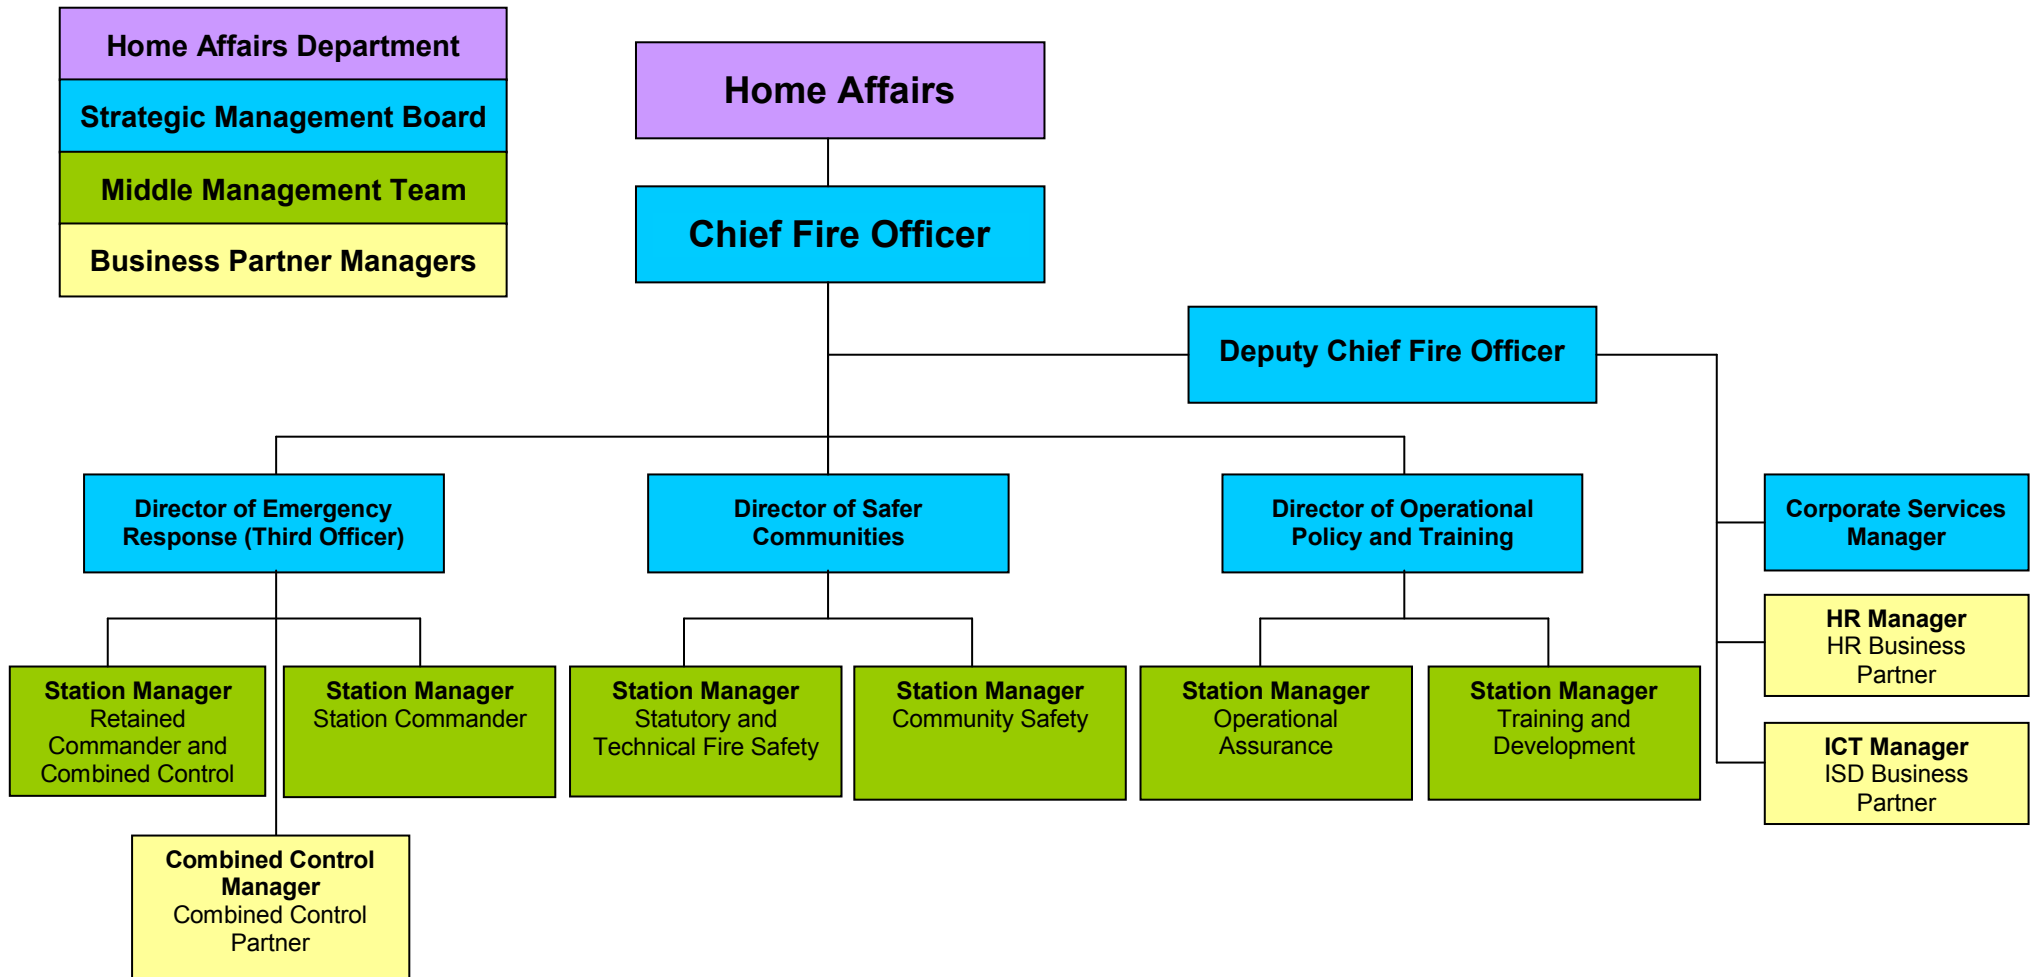 Home Affairs Department
Strategic Management Board
Middle Management Team
Business Partner Managers
Home Affairs
Chief Fire Officer
Deputy Chief Fire Officer
Director of Emergency
Response (Third Officer)
Director of Safer
Communities
Director of Operational
Policy and Training
Corporate Services
Manager
HR Manager
HR Business
Partner
ICT Manager
ISD Business
Partner
Station Manager
Retained
Commander and
Combined Control
Station Manager
Station Commander
Station Manager
Statutory and
Technical Fire Safety
Station Manager
Community Safety
Station Manager
Operational
Assurance
Station Manager
Training and
Development
Combined Control
Manager
Combined Control
Partner